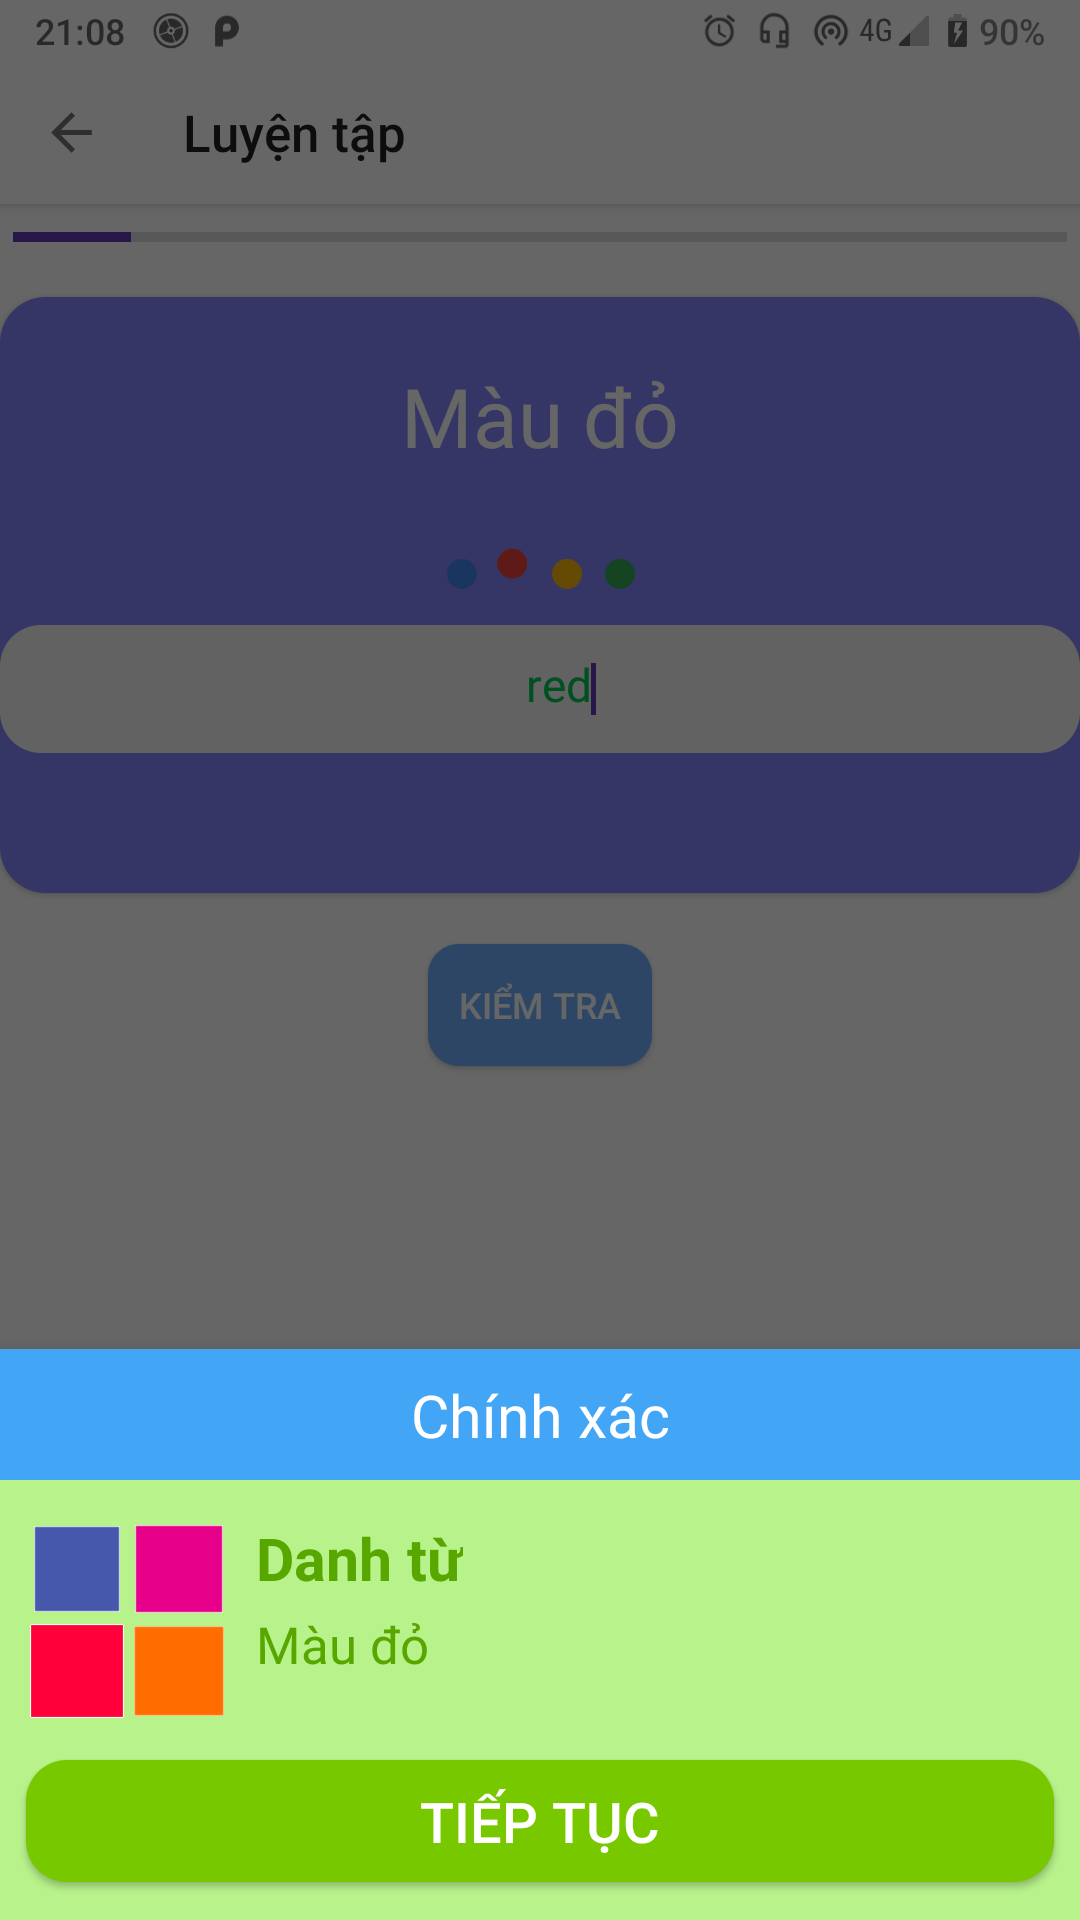 21:08 4G 90%
Luyện tập
Màu đỏ
red
KIỂM TRA
Chính xác
Danh từ
Màu đỏ
TIẾP TỤC